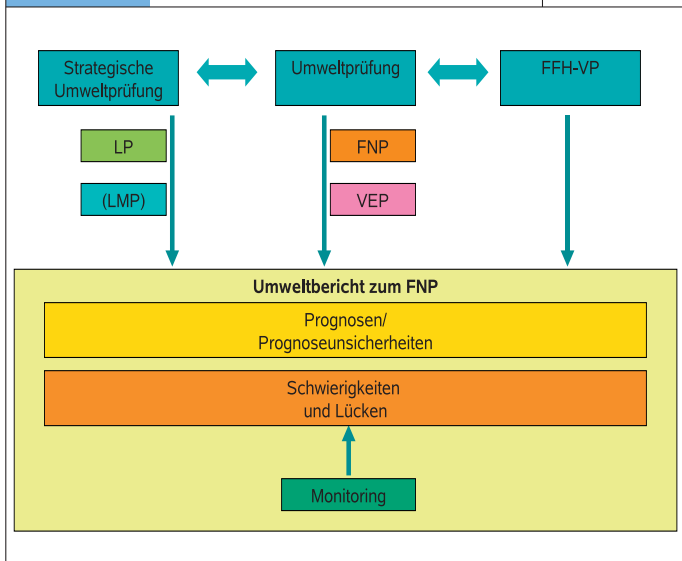 Strategische
Umweltprüfung
Umweltprüfung
FFH-VP
LP
FNP
(LMP)
VEP
Umweltbericht zum FNP
Prognosen/
Prognoseunsicherheiten
Schwierigkeiten
und Lücken
Monitoring